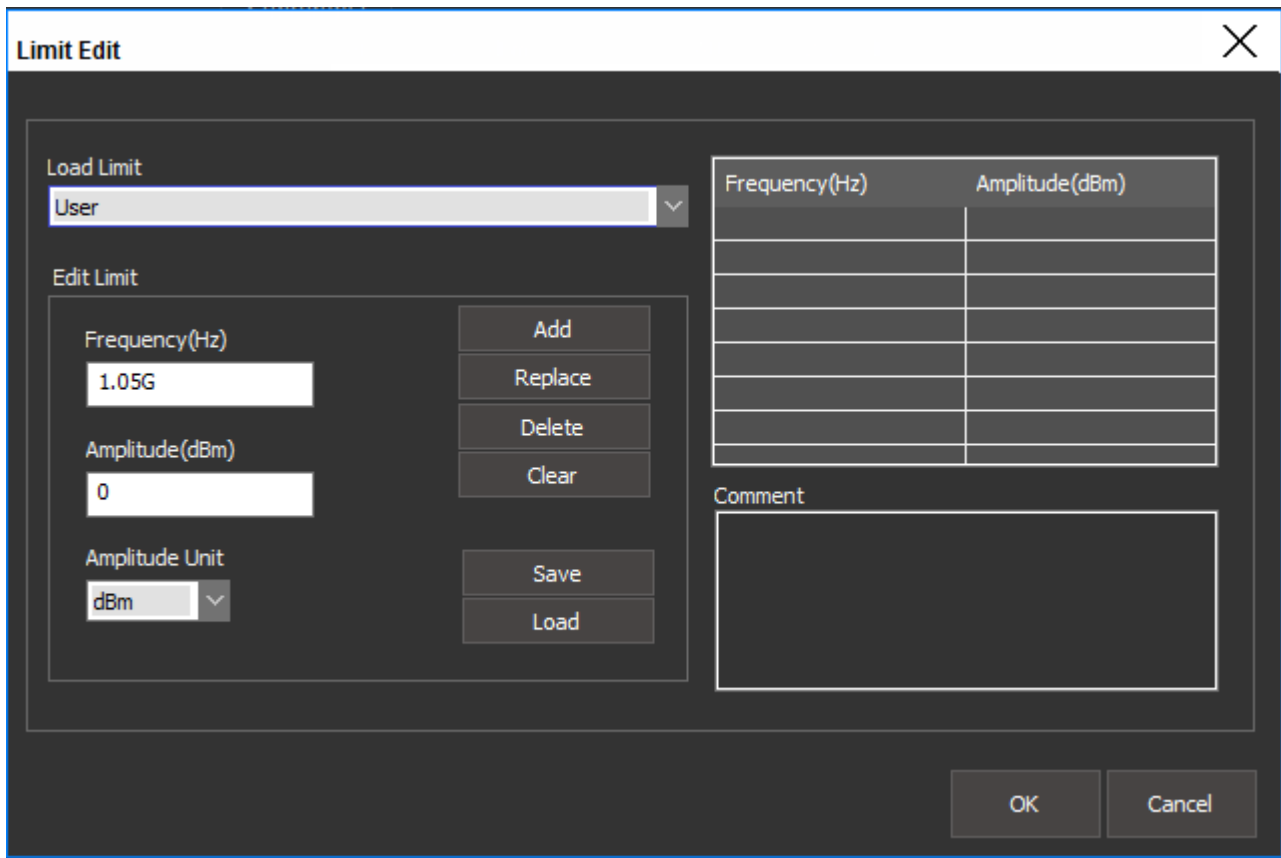 Limit Edit
Load Limit
User
Edit Limit
Frequency(Hz)
1.05G
Amplitude(dBm)
0
Amplitude Unit
dBm
Add
Replace
Delete
Clear
Save
Load
Frequency(Hz) Amplitude(dBm)
Comment
OK Cancel